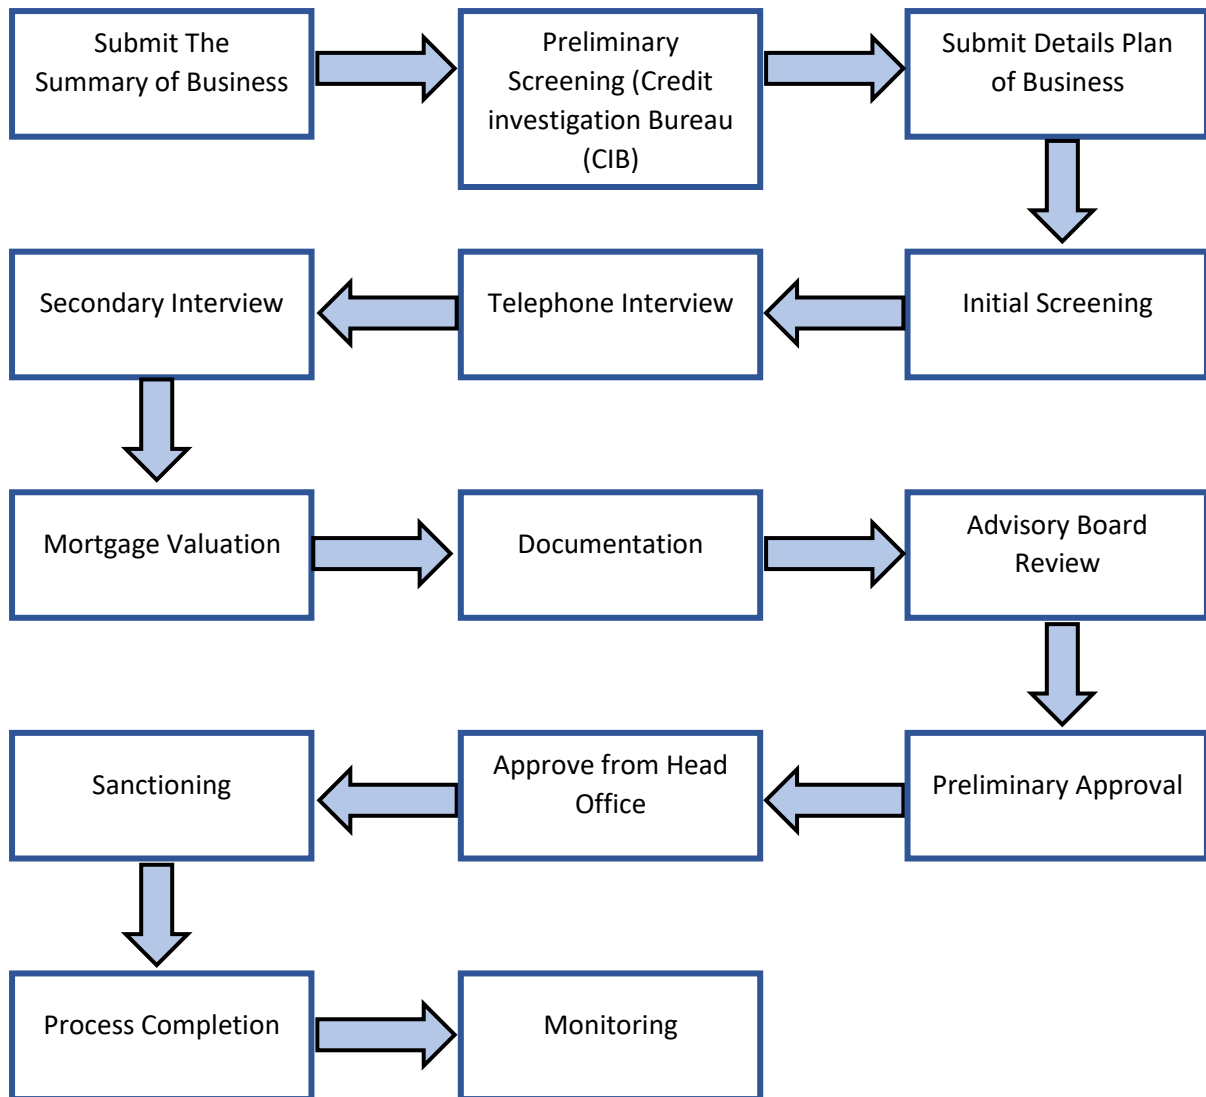 Submit The
Summary of Business
Preliminary
Screening (Credit
investigation Bureau
(CIB)
Submit Details Plan
of Business
Initial Screening
Telephone Interview
Secondary Interview
Mortgage Valuation
Documentation
Advisory Board
Review
Preliminary Approval
Approve from Head
Office
Sanctioning
Process Completion
Monitoring